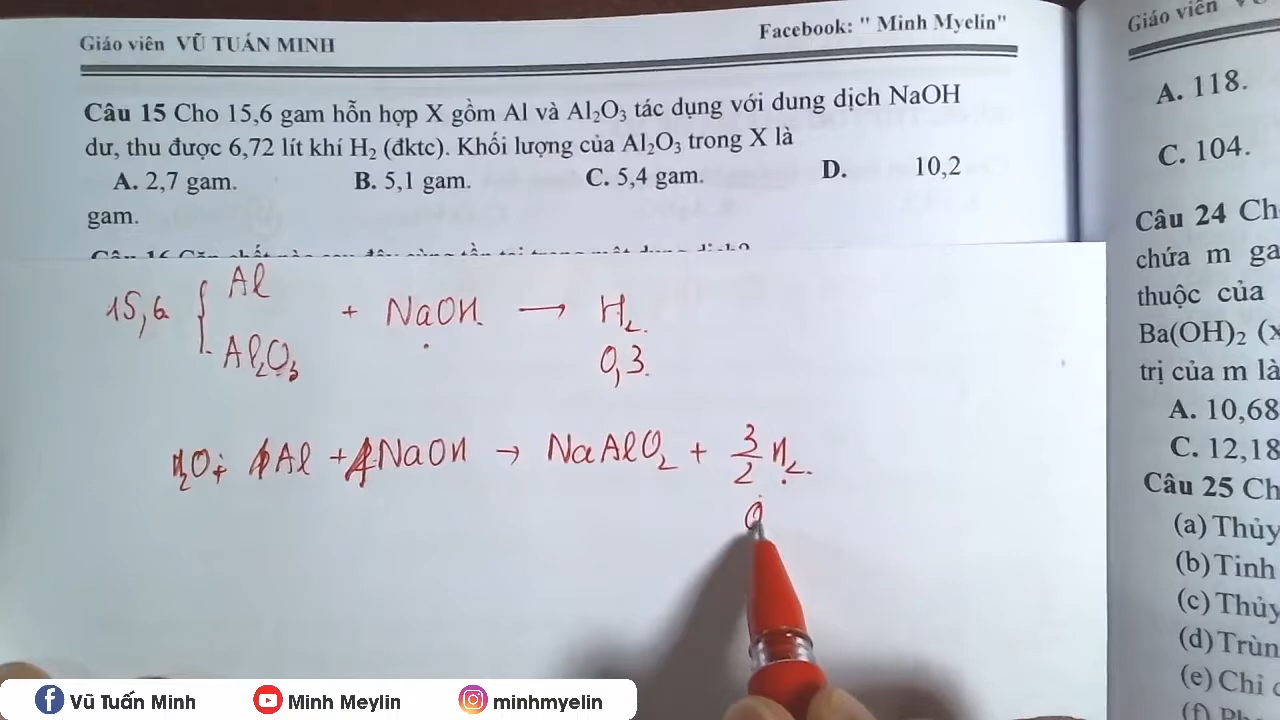 Giáo viên VŨ TUẤN MINH
Facebook: " Minh Myelin"
Câu 15 Cho 15,6 gam hỗn hợp X gồm Al và Al₂O₃ tác dụng với dung dịch NaOH
dư, thu được 6,72 lít khí H₂ (đktc). Khối lượng của Al₂O₃ trong X là
A. 2,7 gam. B. 5,1 gam. C. 5,4 gam. D. 10,2
gam.
15,6 { Al
Al₂O₃ + NaOH → H₂
0,3
H₂O + 1Al + 1NaOH → NaAlO₂ + 3/2 H₂
0
Giáo viên
A. 118.
C. 104.
Câu 24 Ch
chứa m ga
thuộc của
Ba(OH)₂ (x
trị của m là
A. 10,68
C. 12,18
Câu 25 Ch
(a) Thủy
(b) Tinh
(c) Thủy
(d) Trùn
(e) Chỉ
Vũ Tuấn Minh
Minh Meylin
minhmyelin